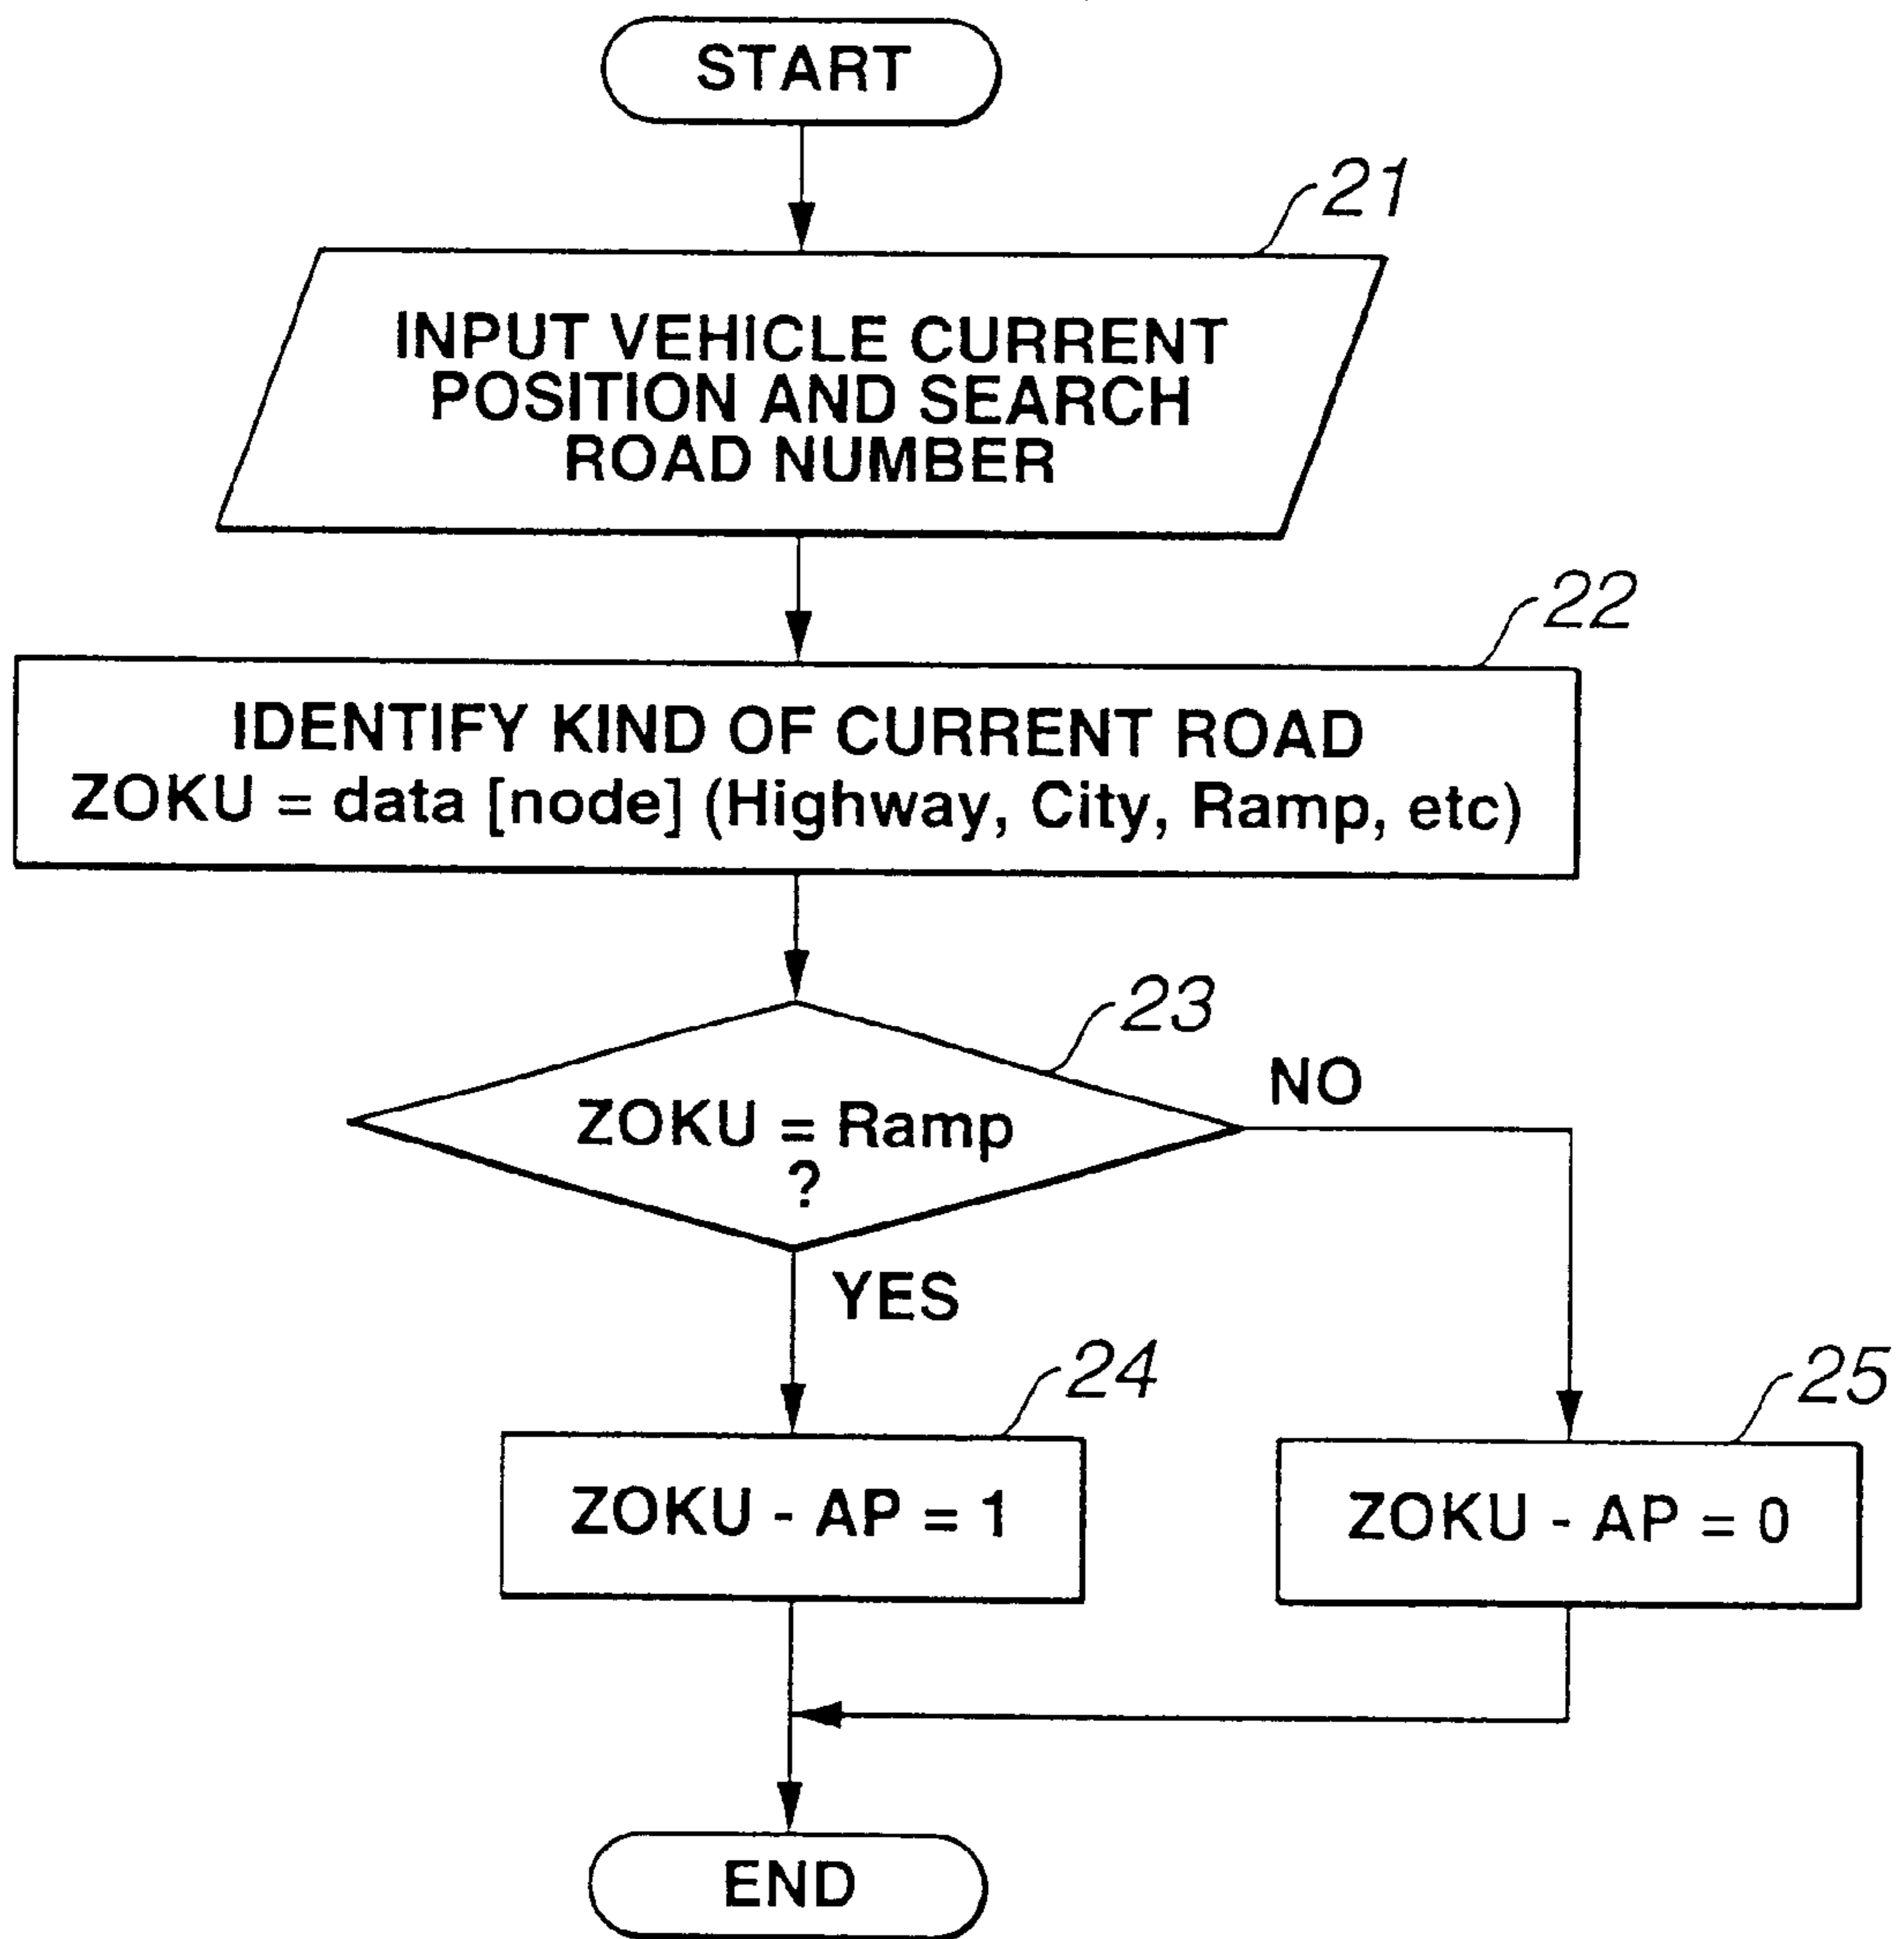 START
21
INPUT VEHICLE CURRENT
POSITION AND SEARCH
ROAD NUMBER
22
IDENTIFY KIND OF CURRENT ROAD
ZOKU = data [node] (Highway, City, Ramp, etc)
23
ZOKU = Ramp
?
NO
YES
24
ZOKU - AP = 1
25
ZOKU - AP = 0
END